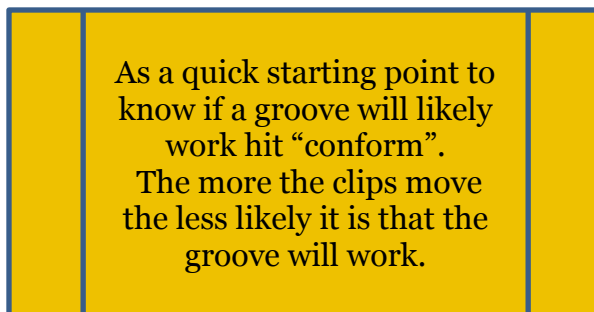 As a quick starting point to
know if a groove will likely
work hit “conform”.
The more the clips move
the less likely it is that the
groove will work.